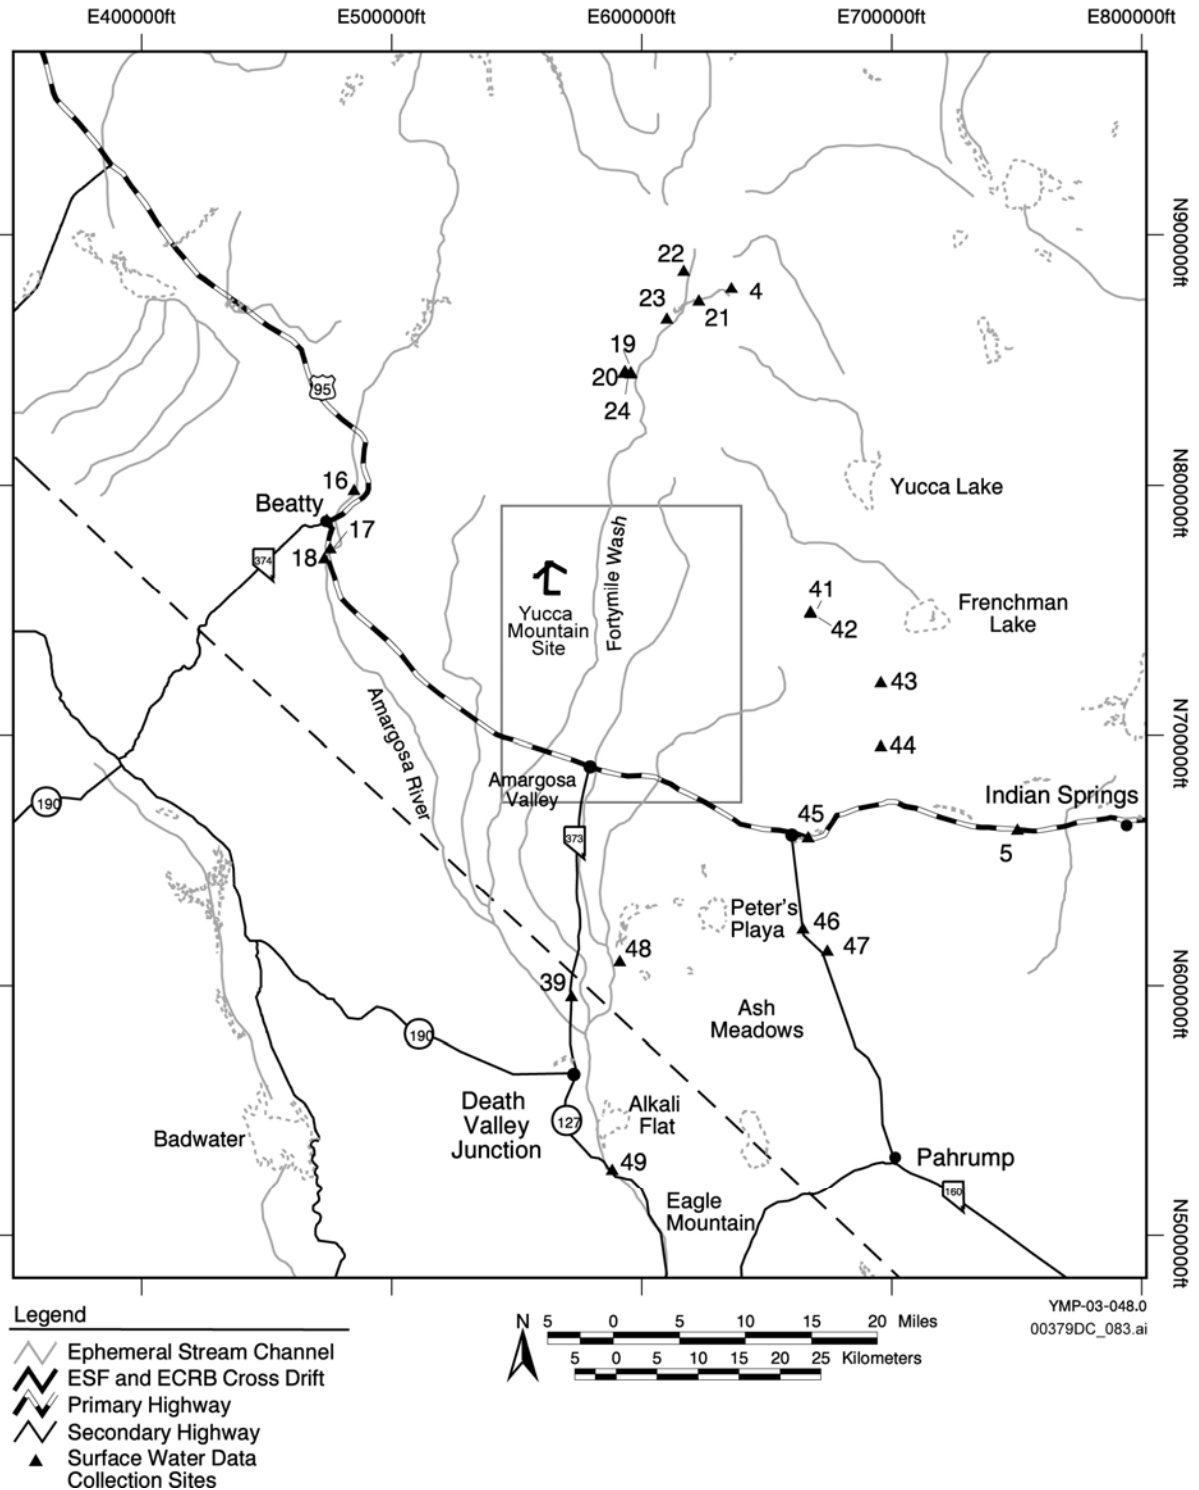 E400000ft
E500000ft
E600000ft
E700000ft
E800000ft
N900000ft
22
4
23
21
19
20
24
95
N800000ft
16
Yucca Lake
Beatty
17
18
374
Fortymile Wash
41
Yucca
Mountain
Site
42
Frenchman
Lake
43
N700000ft
44
Amargosa River
Amargosa
Valley
Indian Springs
190
45
373
5
Peter's
Playa
46
47
48
39
N600000ft
Ash
Meadows
190
Death
Valley
Junction
127
Alkali
Flat
Badwater
49
Pahrump
160
Eagle
Mountain
N500000ft
Legend
Ephemeral Stream Channel
ESF and ECRB Cross Drift
Primary Highway
Secondary Highway
Surface Water Data
Collection Sites
N
5 0 5 10 15 20 Miles
5 0 5 10 15 20 25 Kilometers
YMP-03-048.0
00379DC_083.ai